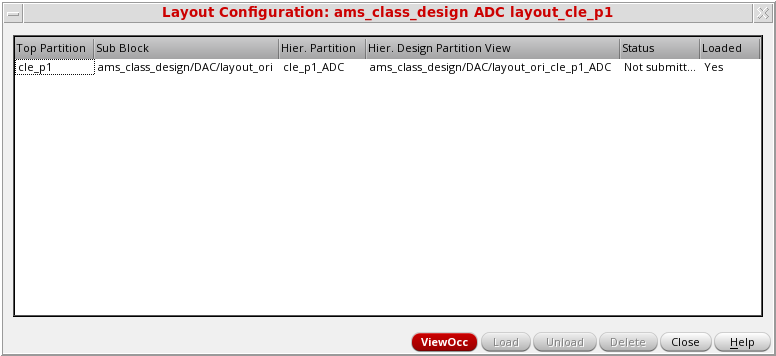 Layout Configuration: ams_class_design ADC layout_cle_p1
Top Partition Sub Block Hier. Partition Hier. Design Partition View Status Loaded
cle_p1 ams_class_design/DAC/layout_ori cle_p1_ADC ams_class_design/DAC/layout_ori_cle_p1_ADC Not submitt... Yes
ViewOcc Load Unload Delete Close Help